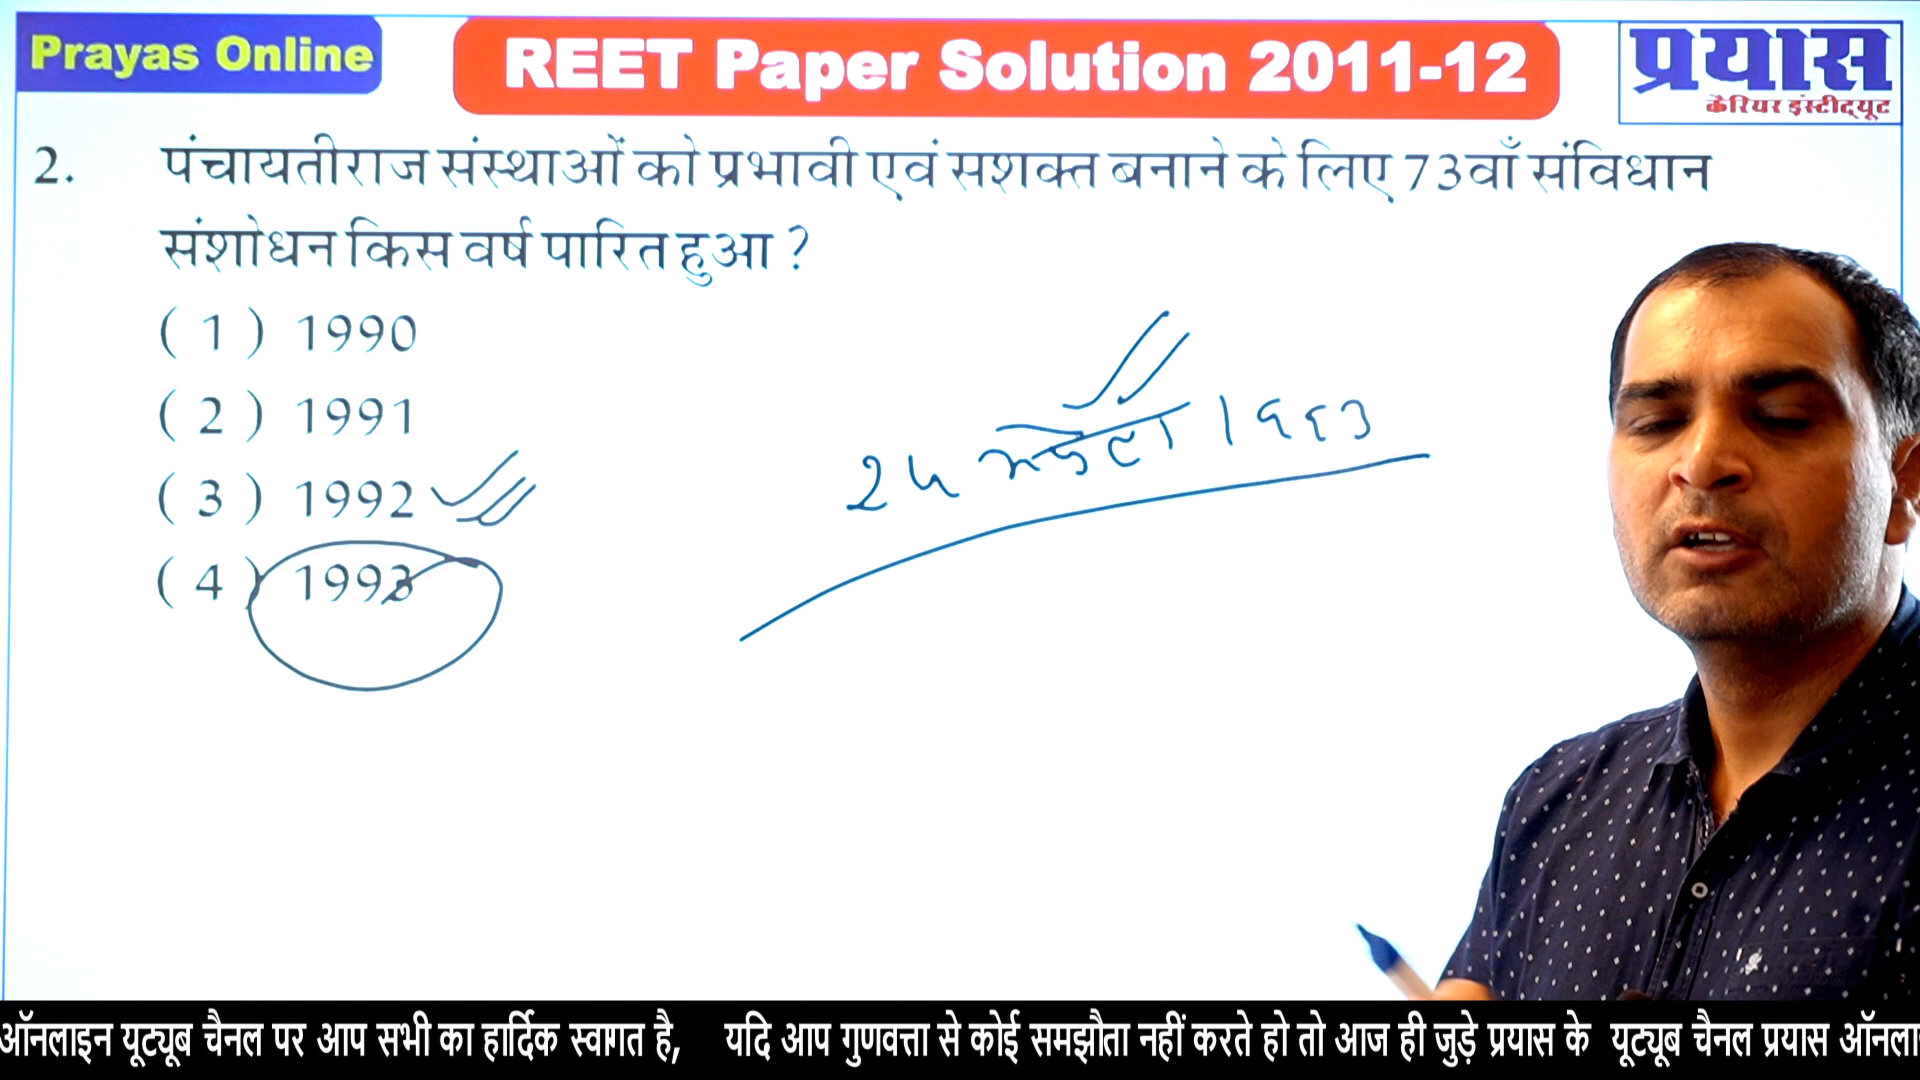 Prayas Online
REET Paper Solution 2011-12
प्रयास
कैरियर इंस्टीट्यूट
2. पंचायतीराज संस्थाओं को प्रभावी एवं सशक्त बनाने के लिए 73वाँ संविधान
संशोधन किस वर्ष पारित हुआ ?
( 1 ) 1990
( 2 ) 1991
( 3 ) 1992
( 4 ) 1993
1993
ऑनलाइन यूट्यूब चैनल पर आप सभी का हार्दिक स्वागत है, यदि आप गुणवत्ता से कोई समझौता नहीं करते हो तो आज ही जुड़े प्रयास के यूट्यूब चैनल प्रयास ऑनला